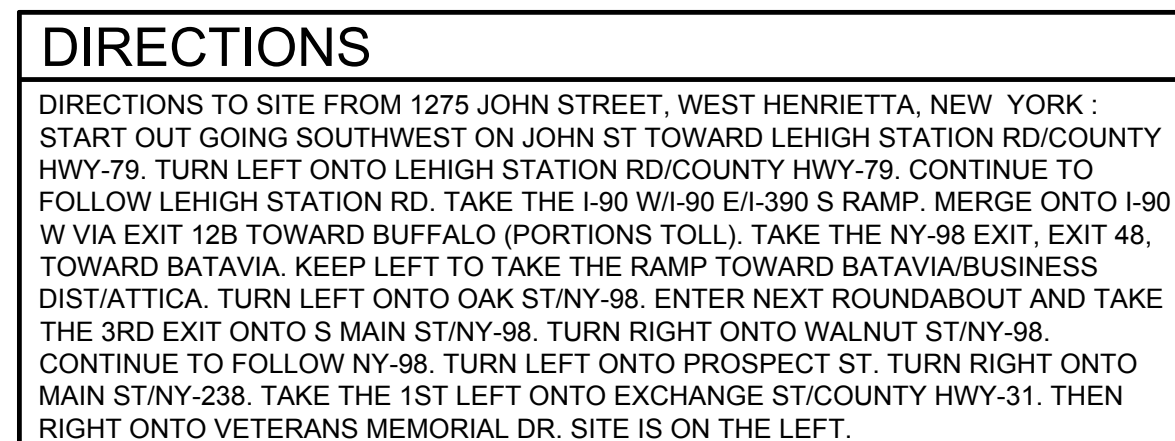 DIRECTIONS
DIRECTIONS TO SITE FROM 1275 JOHN STREET, WEST HENRIETTA, NEW YORK :
START OUT GOING SOUTHWEST ON JOHN ST TOWARD LEHIGH STATION RD/COUNTY
HWY-79. TURN LEFT ONTO LEHIGH STATION RD/COUNTY HWY-79. CONTINUE TO
FOLLOW LEHIGH STATION RD. TAKE THE I-90 W/I-90 E/I-390 S RAMP. MERGE ONTO I-90
W VIA EXIT 12B TOWARD BUFFALO (PORTIONS TOLL). TAKE THE NY-98 EXIT, EXIT 48,
TOWARD BATAVIA. KEEP LEFT TO TAKE THE RAMP TOWARD BATAVIA/BUSINESS
DIST/ATTICA. TURN LEFT ONTO OAK ST/NY-98. ENTER NEXT ROUNDABOUT AND TAKE
THE 3RD EXIT ONTO S MAIN ST/NY-98. TURN RIGHT ONTO WALNUT ST/NY-98.
CONTINUE TO FOLLOW NY-98. TURN LEFT ONTO PROSPECT ST. TURN RIGHT ONTO
MAIN ST/NY-238. TAKE THE 1ST LEFT ONTO EXCHANGE ST/COUNTY HWY-31. THEN
RIGHT ONTO VETERANS MEMORIAL DR. SITE IS ON THE LEFT.